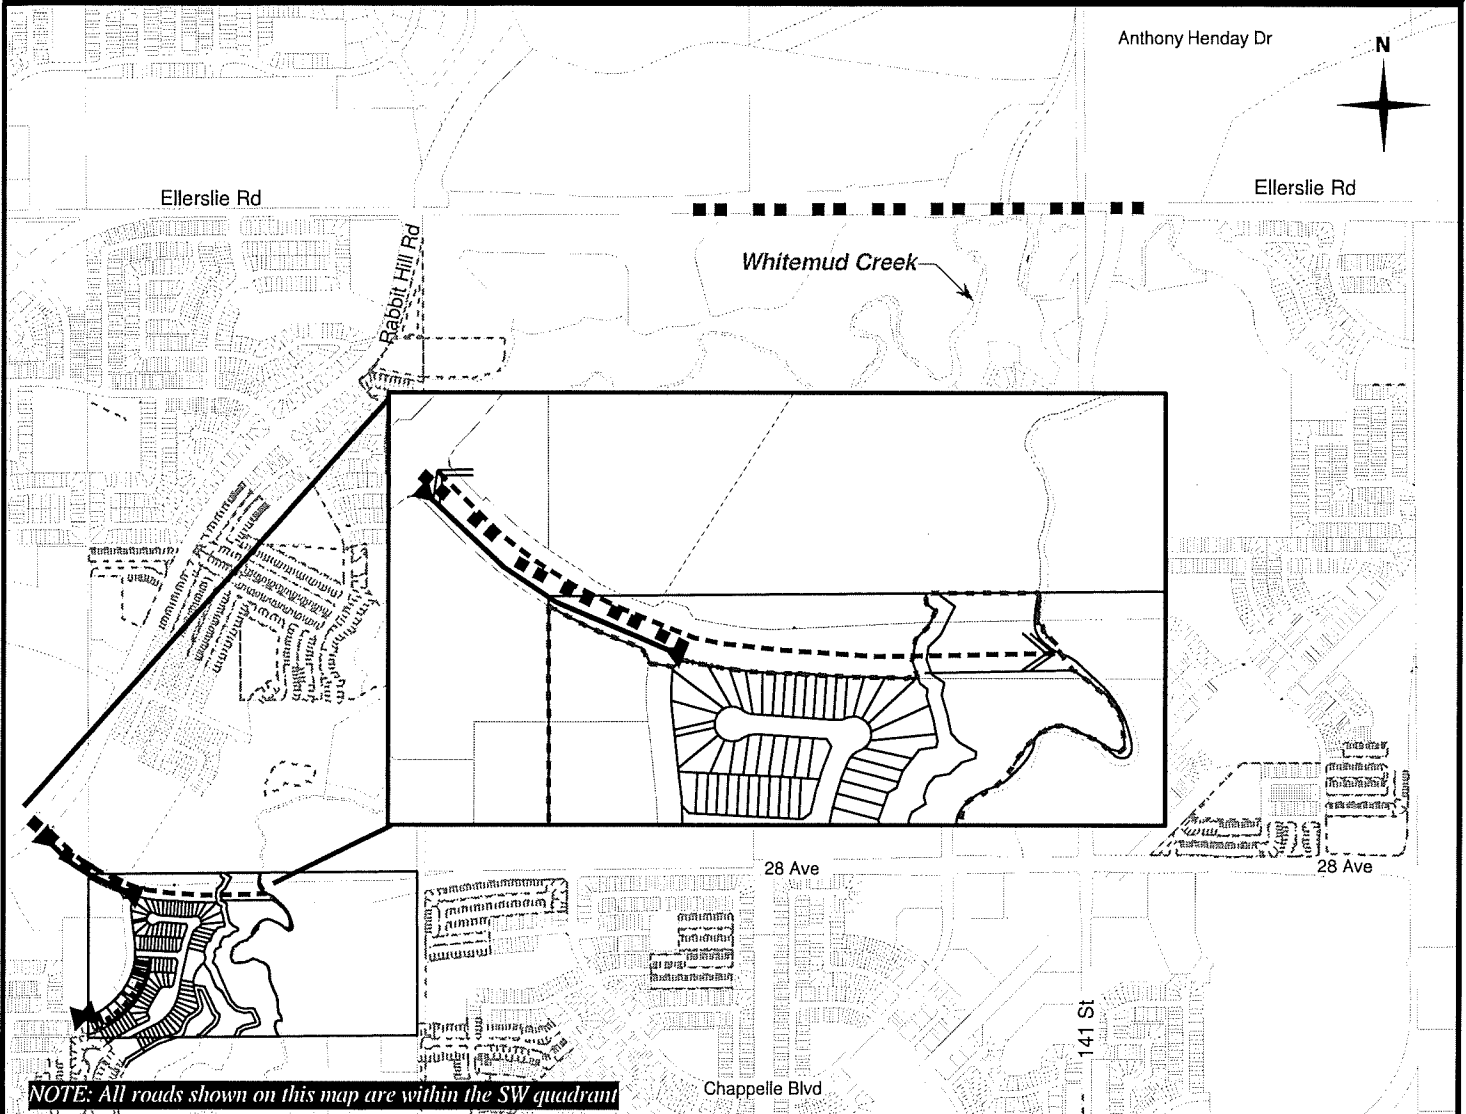 Anthony Henday Dr
N
Ellerslie Rd
Ellerslie Rd
Rabbit Hill Rd
Whitemud Creek
28 Ave
28 Ave
141 St
Chappelle Blvd
NOTE: All roads shown on this map are within the SW quadrant